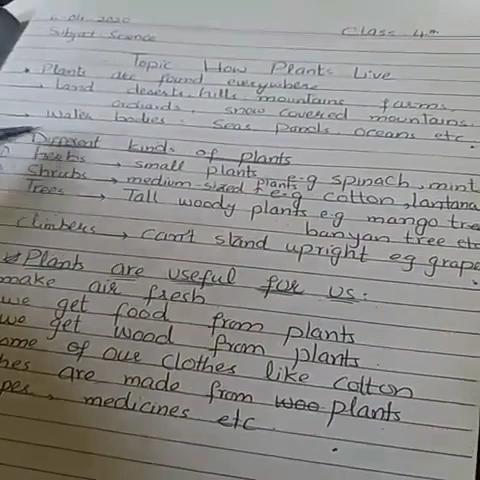 04 2020
Class 4th
Subject Science
Topic How Plants Live
• Plants are found everywhere
→ Land deserts, hills, mountains, farms,
orchards, snow covered mountains.
→ Water bodies. Seas, ponds, oceans etc.
Different kinds of plants
Herbs → small plants e-g spinach, mint
Shrubs → medium-sized plants e-g cotton, lantana
Trees → Tall woody plants e-g mango tree
banyan tree etc
Climbers → can't stand upright eg grape
Plants are useful for us:
make air fresh
we get food from plants
we get wood from plants.
ome of our clothes like cotton
hes are made from plants
per, medicines etc.